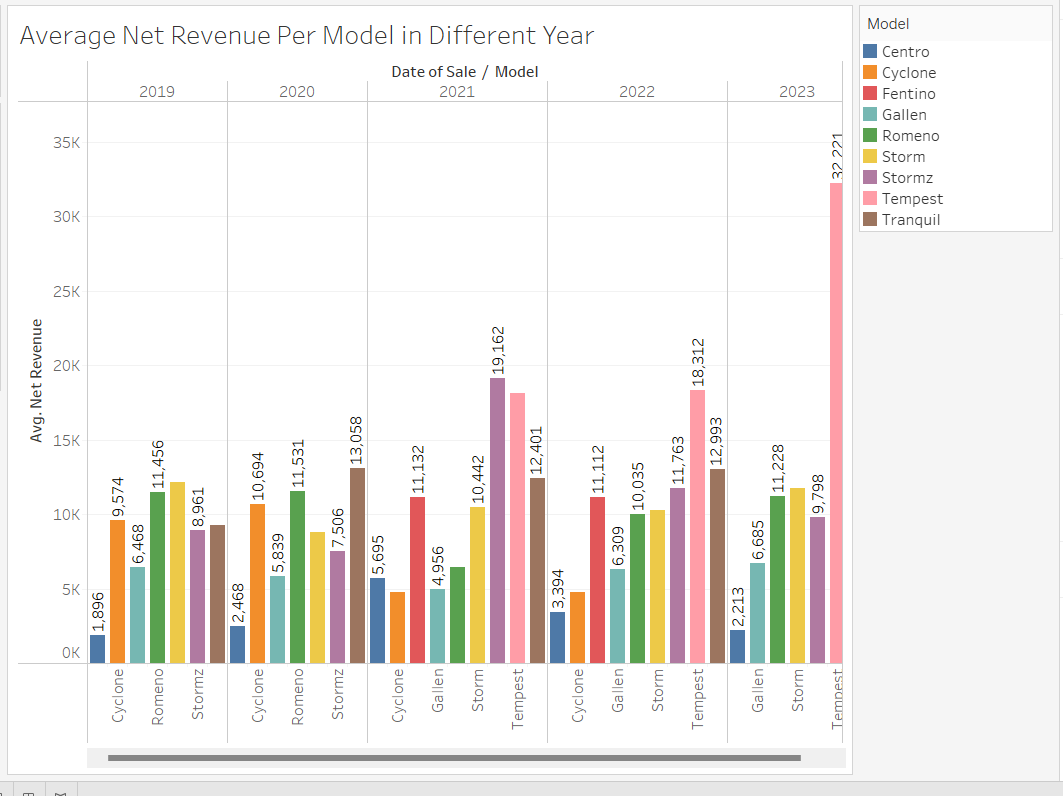 Average Net Revenue Per Model in Different Year
Date of Sale / Model
2019 2020 2021 2022 2023
Avg. Net Revenue
35K
30K
25K
20K
15K
10K
5K
0K
1,896 9,574 6,468 11,456 8,961
2,468 10,694 5,839 11,531 7,506 13,058
5,695 11,132 4,956 10,442 19,162 12,401
3,394 11,112 6,309 10,035 11,763 18,312 12,993
2,213 6,685 11,228 9,798 32,221
Cyclone Romeno Stormz
Cyclone Romeno Stormz
Cyclone Gallen Storm Tempest
Cyclone Gallen Storm Tempest
Gallen Storm Tempest
Model
Centro
Cyclone
Fentino
Gallen
Romeno
Storm
Stormz
Tempest
Tranquil